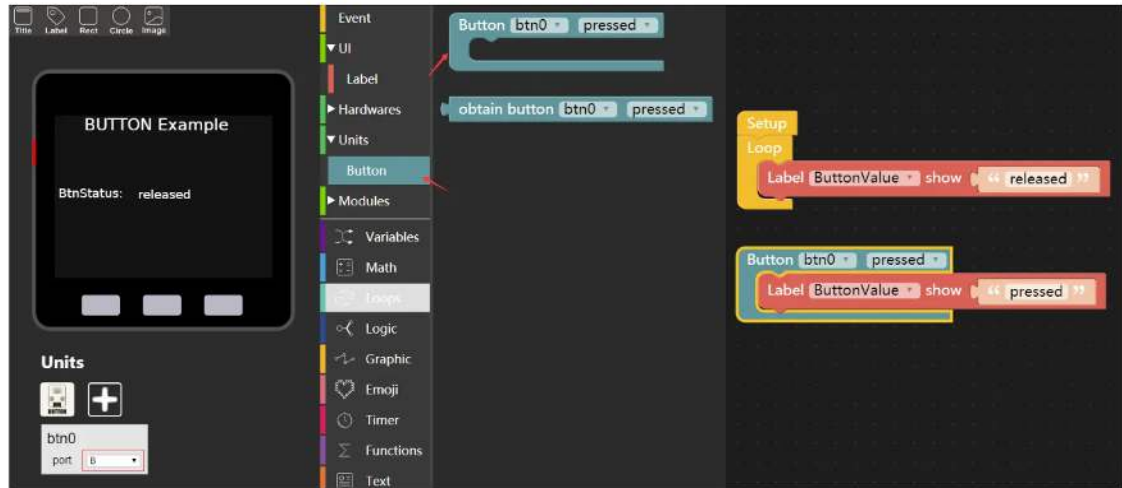 Title Label Rect Circle Image
BUTTON Example
BtnStatus: released
Units
BUTTON
btn0
port B
Event
UI
Label
Hardwares
Units
Button
Modules
Variables
Math
Loops
Logic
Graphic
Emoji
Timer
Functions
Text
Button btn0 pressed
obtain button btn0 pressed
Setup
Loop
Label ButtonValue show “ released ”
Button btn0 pressed
Label ButtonValue show “ pressed ”